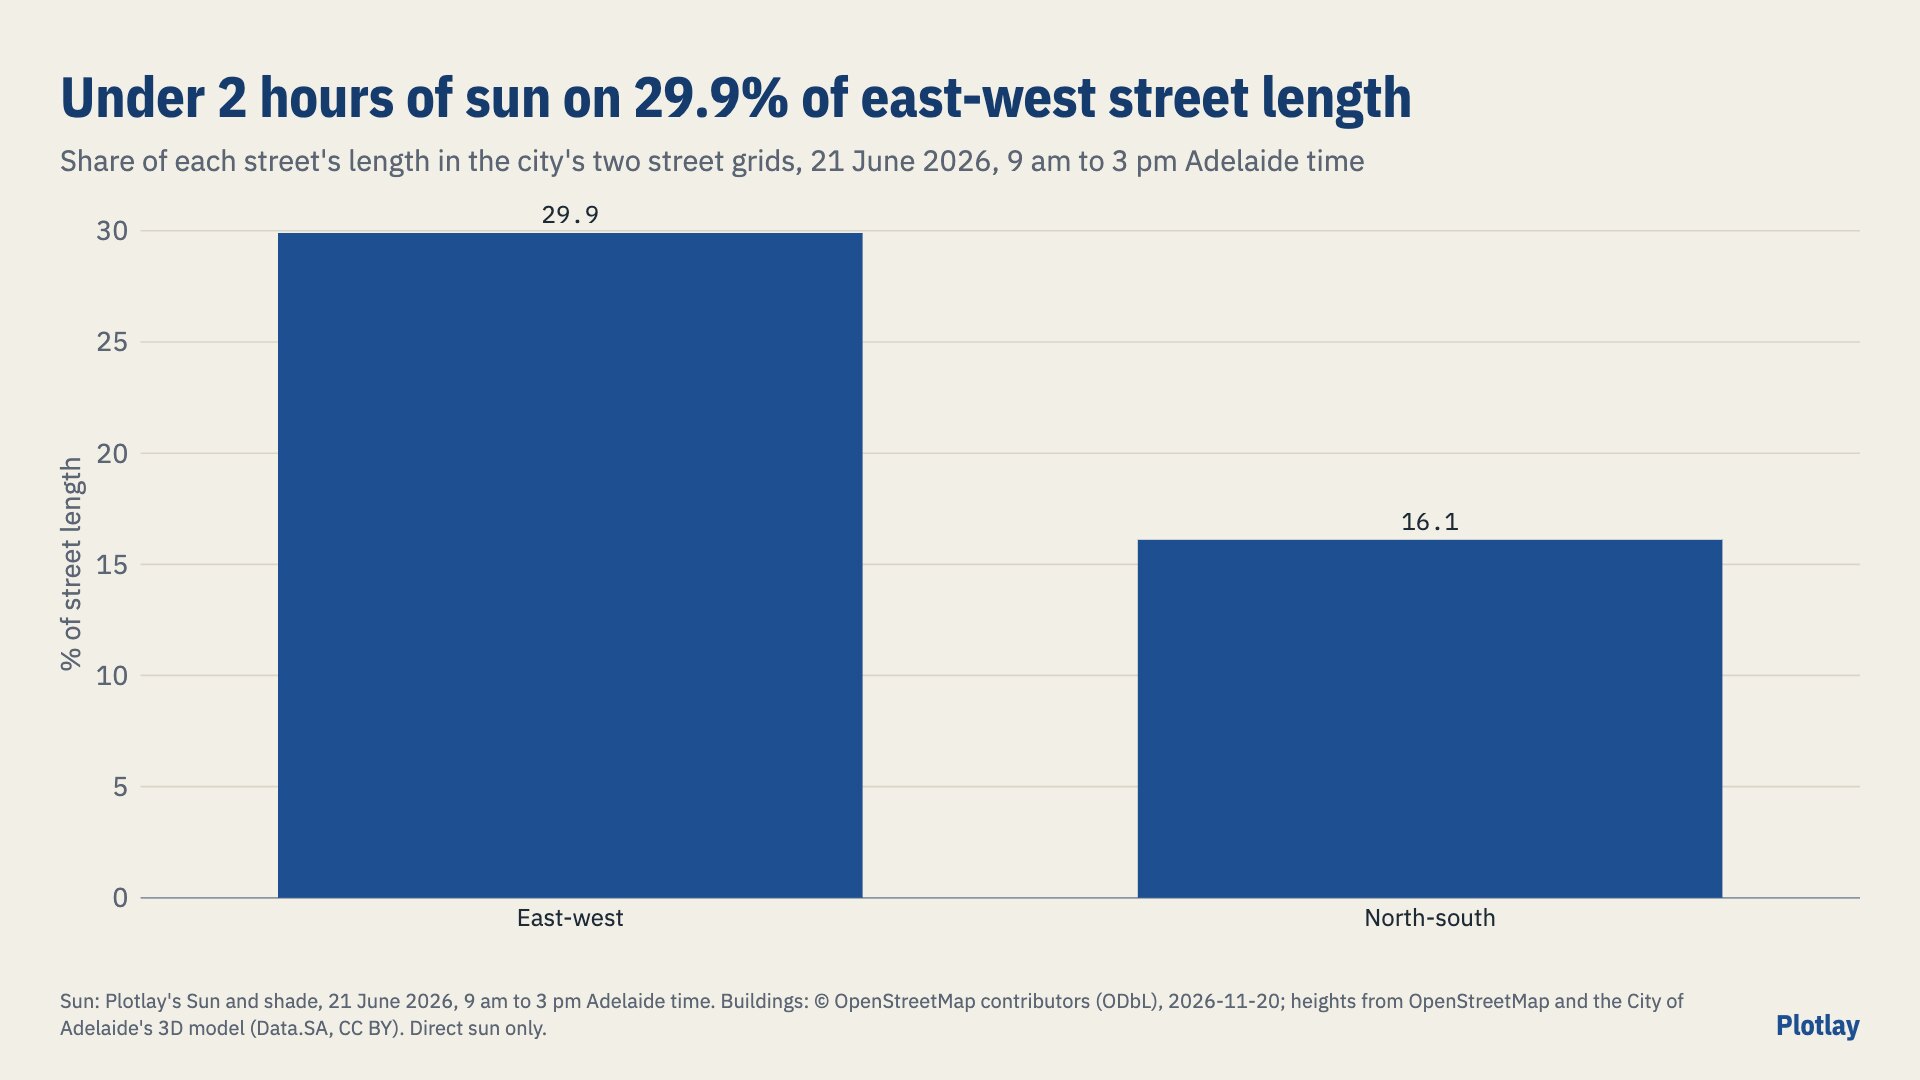 Under 2 hours of sun on 29.9% of east-west street length
Share of each street's length in the city's two street grids, 21 June 2026, 9 am to 3 pm Adelaide time
% of street length
30
25
20
15
10
5
0
29.9
16.1
East-west
North-south
Sun: Plotlay's Sun and shade, 21 June 2026, 9 am to 3 pm Adelaide time. Buildings: © OpenStreetMap contributors (ODbL), 2026-11-20; heights from OpenStreetMap and the City of
Adelaide's 3D model (Data.SA, CC BY). Direct sun only.
Plotlay